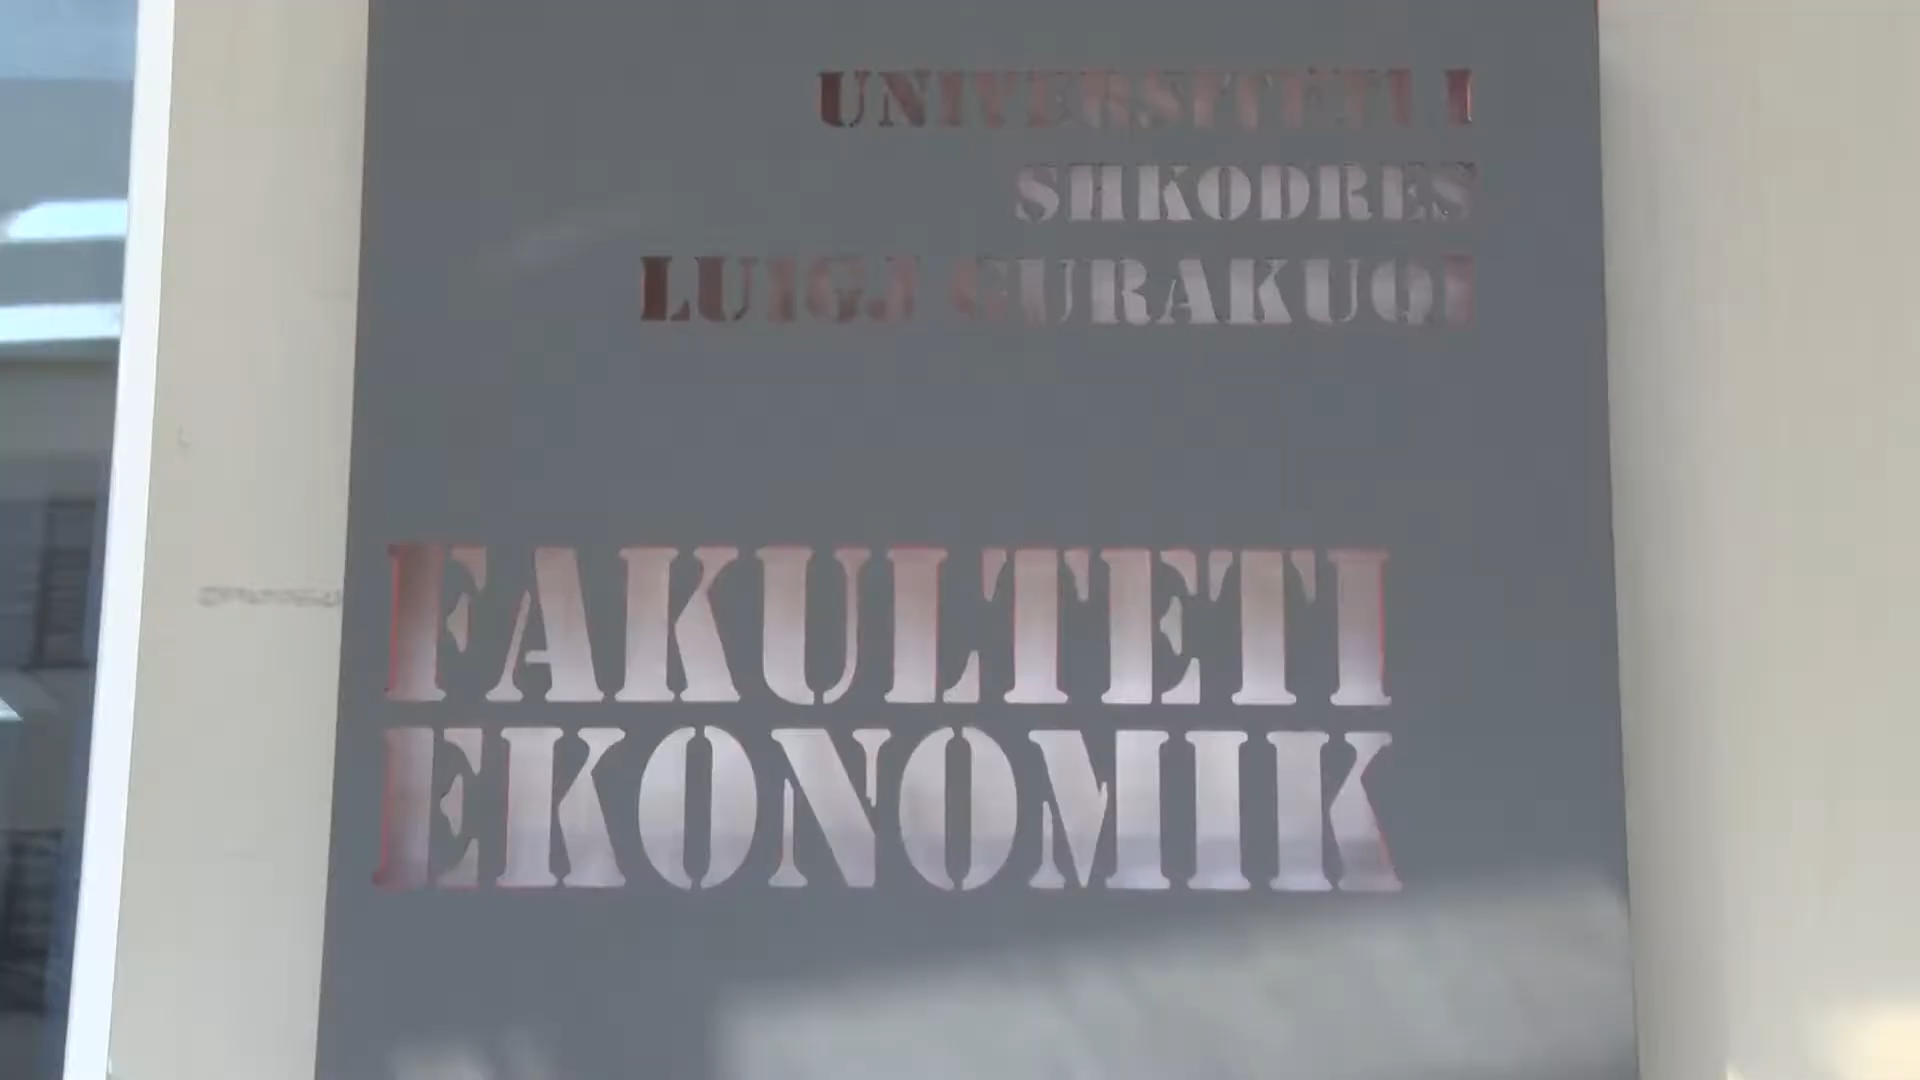 UNIVERSITETI I
SHKODRES
LUIGJ GURAKUQI
FAKULTETI
EKONOMIK